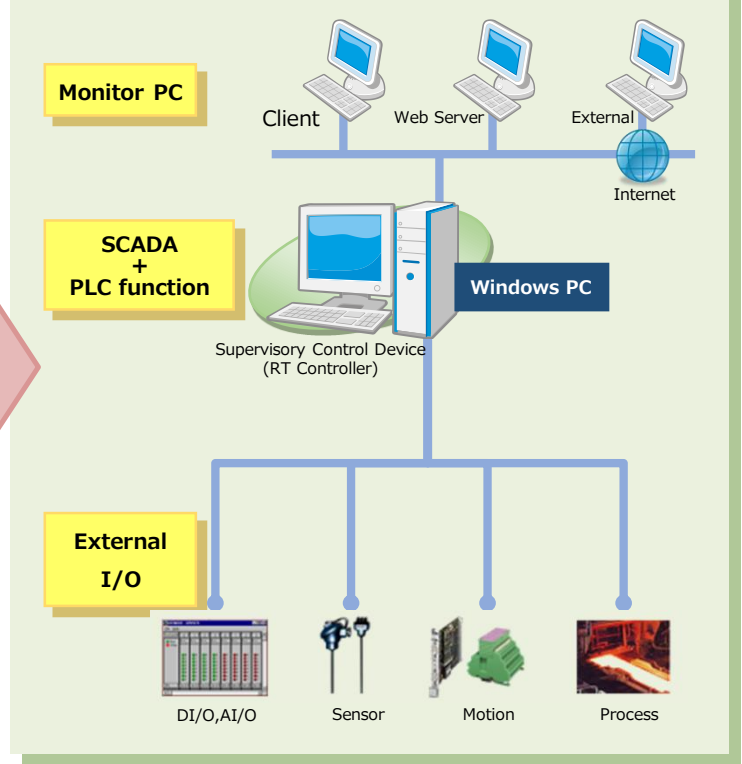 Monitor PC
Client
Web Server
External
Internet
SCADA
+
PLC function
Windows PC
Supervisory Control Device
(RT Controller)
External
I/O
DI/O,AI/O
Sensor
Motion
Process